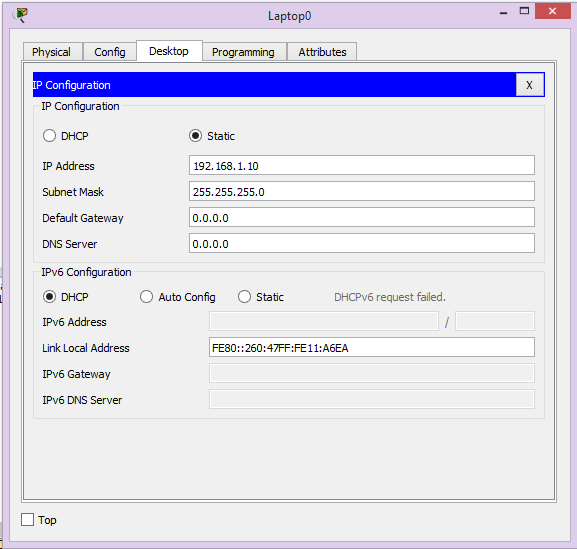 Laptop0
Physical Config Desktop Programming Attributes
IP Configuration X
IP Configuration
DHCP Static
IP Address 192.168.1.10
Subnet Mask 255.255.255.0
Default Gateway 0.0.0.0
DNS Server 0.0.0.0
IPv6 Configuration
DHCP Auto Config Static DHCPv6 request failed.
IPv6 Address /
Link Local Address FE80::260:47FF:FE11:A6EA
IPv6 Gateway
IPv6 DNS Server
Top